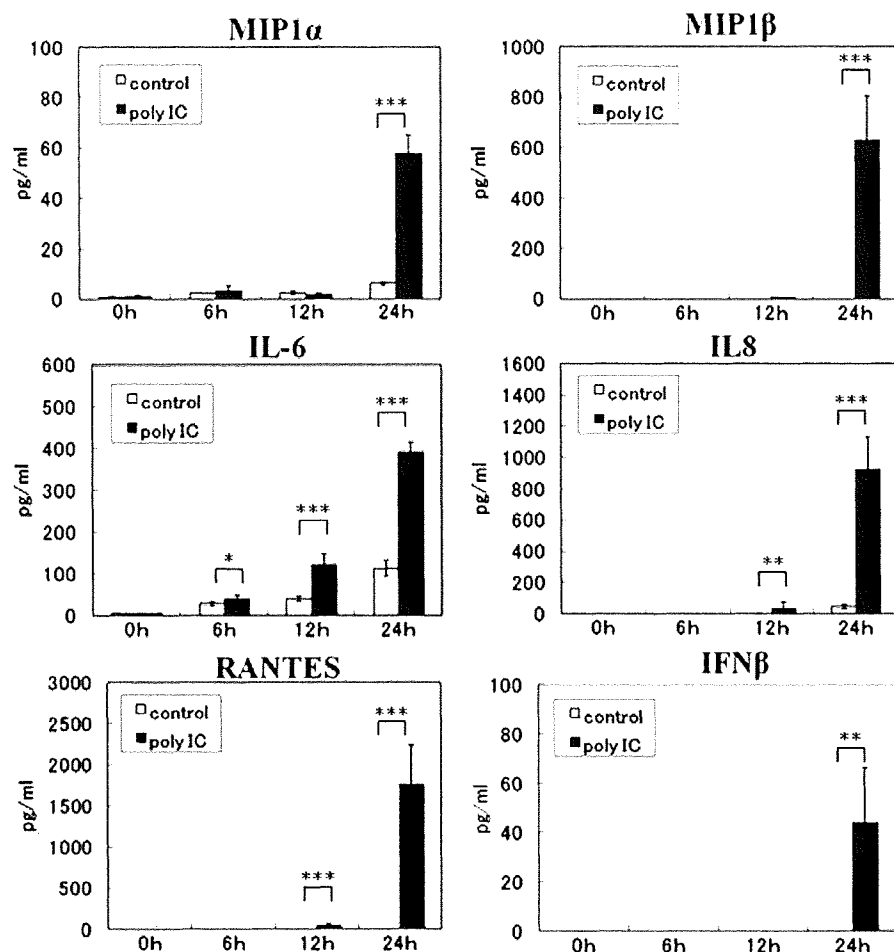 MIP1α
100
80
60
40
20
0
pg/ml
control
poly IC
***
0h 6h 12h 24h
MIP1β
1000
800
600
400
200
0
pg/ml
control
poly IC
***
0h 6h 12h 24h
IL-6
600
500
400
300
200
100
0
pg/ml
control
poly IC
*
***
***
0h 6h 12h 24h
IL8
1600
1400
1200
1000
800
600
400
200
0
pg/ml
control
poly IC
**
***
0h 6h 12h 24h
RANTES
3000
2500
2000
1500
1000
500
0
pg/ml
control
poly IC
***
***
0h 6h 12h 24h
IFNβ
100
80
60
40
20
0
pg/ml
control
poly IC
**
0h 6h 12h 24h